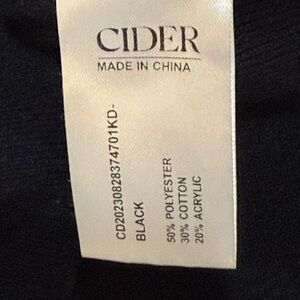 CIDER
MADE IN CHINA
CD20230828374701KD-
BLACK
50% POLYESTER
30% COTTON
20% ACRYLIC